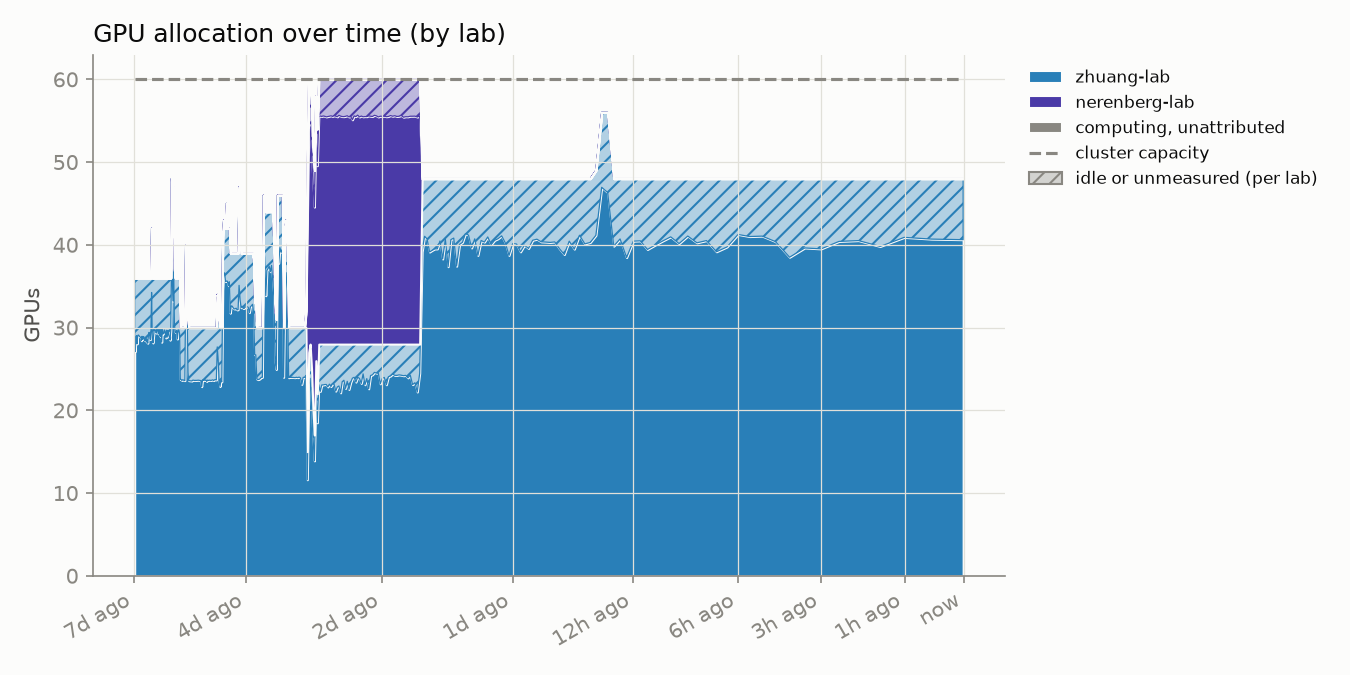 GPU allocation over time (by lab)
60
50
40
30
20
10
0
GPUs
7d ago
4d ago
2d ago
1d ago
12h ago
6h ago
3h ago
1h ago
now
zhuang-lab
nerenberg-lab
computing, unattributed
cluster capacity
idle or unmeasured (per lab)